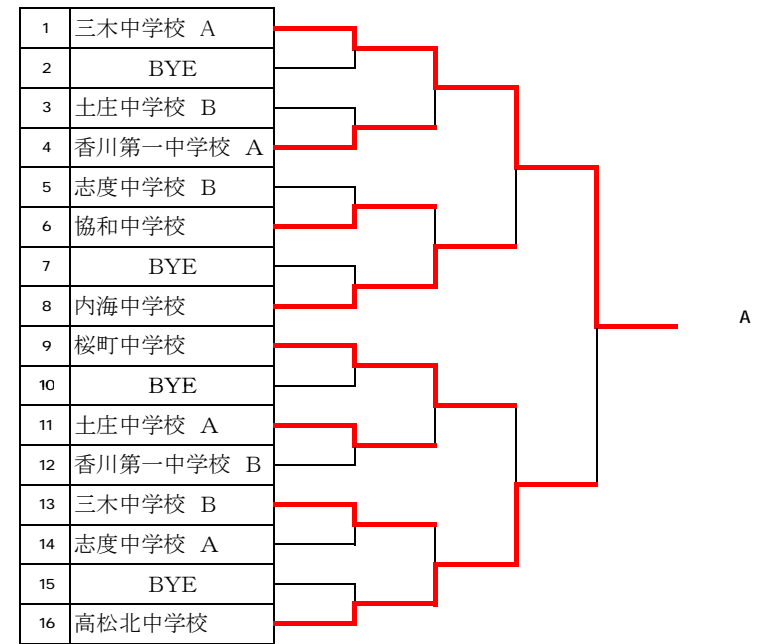 1 三木中学校 A
2 BYE
3 土庄中学校 B
4 香川第一中学校 A
5 志度中学校 B
6 協和中学校
7 BYE
8 内海中学校
A
9 桜町中学校
10 BYE
11 土庄中学校 A
12 香川第一中学校 B
13 三木中学校 B
14 志度中学校 A
15 BYE
16 高松北中学校